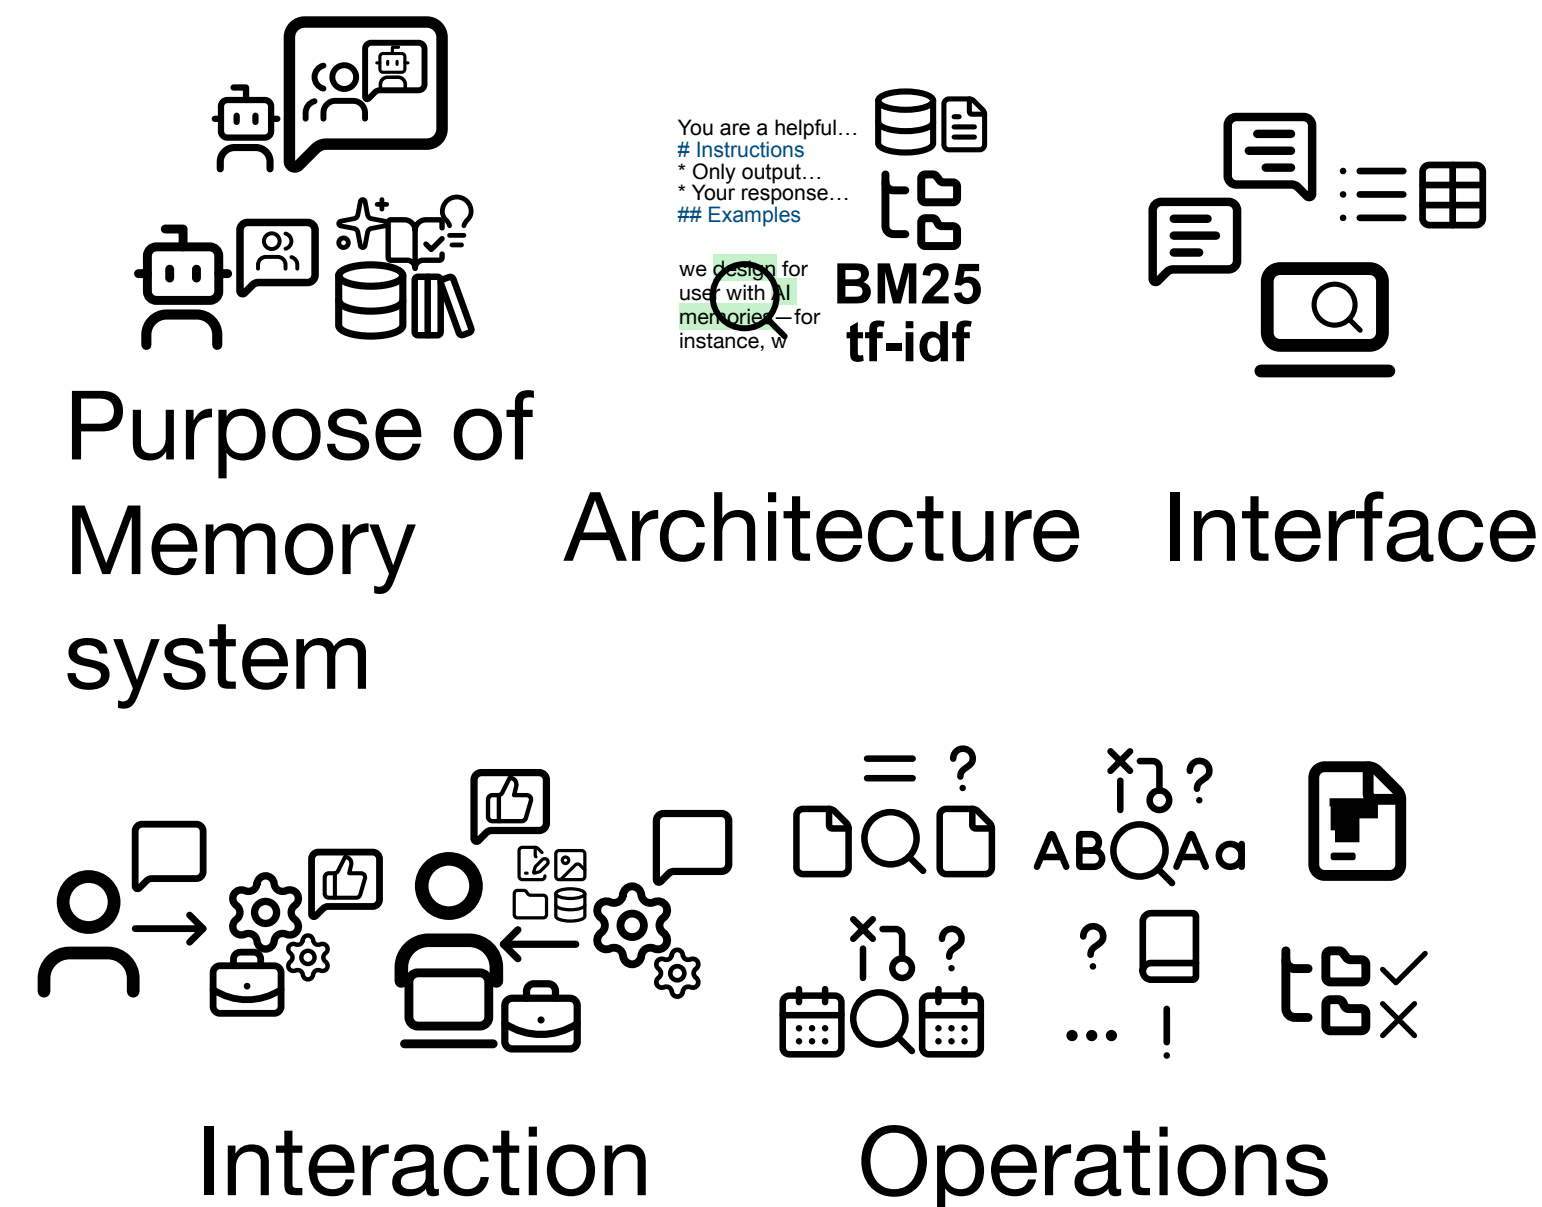 You are a helpful…
# Instructions
* Only output…
* Your response…
## Examples
we design for
user with AI
memories—for
instance, w
BM25
tf-idf
Purpose of
Memory
system
Architecture
Interface
= ?
?
AB Aa
?
? 
... !
Interaction
Operations